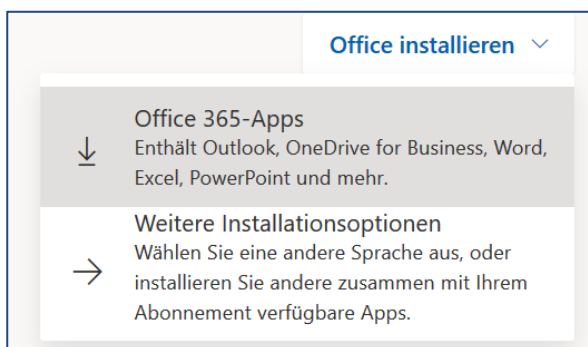 Office installieren
Office 365-Apps
Enthält Outlook, OneDrive for Business, Word,
Excel, PowerPoint und mehr.
Weitere Installationsoptionen
Wählen Sie eine andere Sprache aus, oder
installieren Sie andere zusammen mit Ihrem
Abonnement verfügbare Apps.